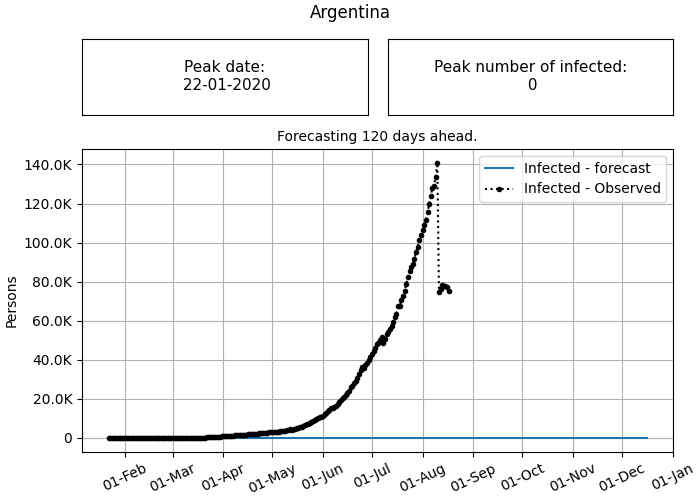 Argentina
Peak date:
22-01-2020
Peak number of infected:
0
Forecasting 120 days ahead.
Infected - forecast
Infected - Observed
140.0K
120.0K
100.0K
80.0K
60.0K
40.0K
20.0K
0
Persons
01-Feb
01-Mar
01-Apr
01-May
01-Jun
01-Jul
01-Aug
01-Sep
01-Oct
01-Nov
01-Dec
01-Jan